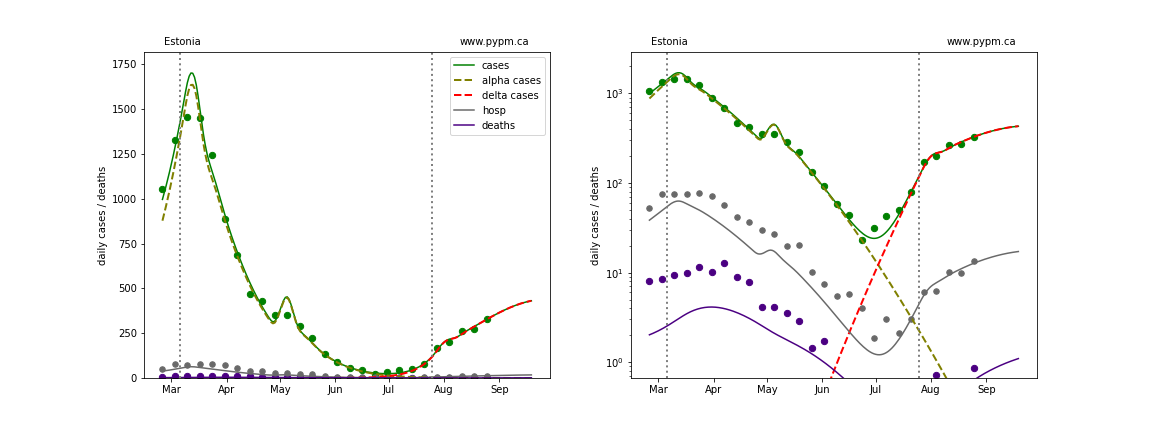 Estonia www.pypm.ca
1750
1500
1250
1000
750
500
250
0
daily cases / deaths
cases
alpha cases
delta cases
hosp
deaths
Mar Apr May Jun Jul Aug Sep
Estonia www.pypm.ca
10³
10²
10¹
10⁰
daily cases / deaths
Mar Apr May Jun Jul Aug Sep